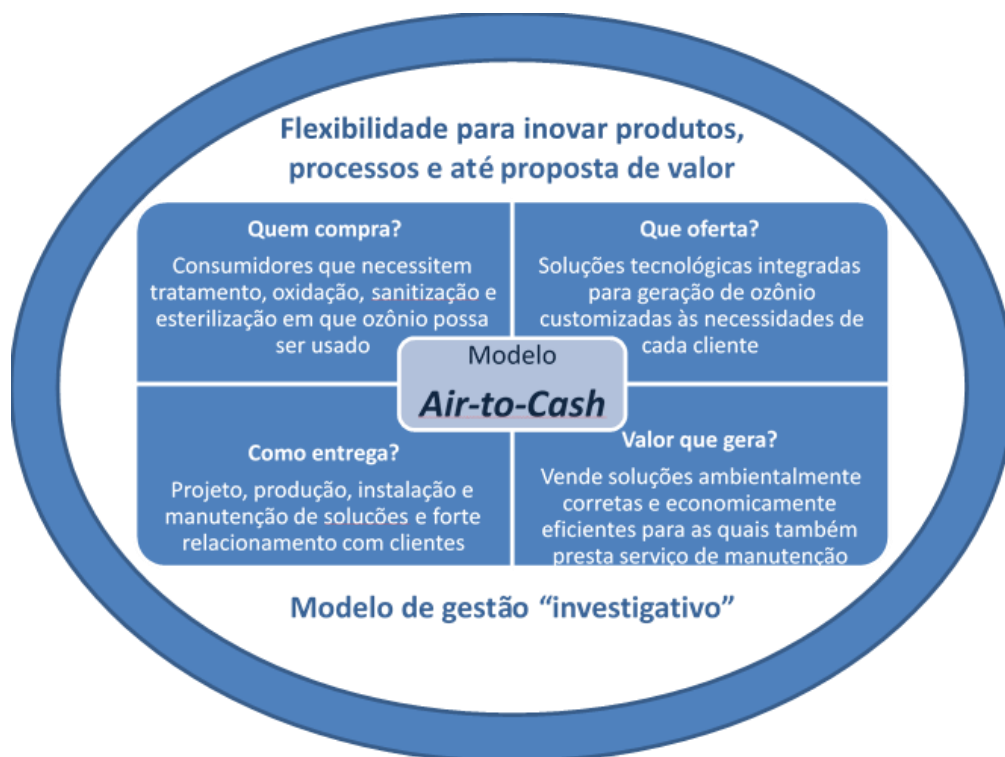 Flexibilidade para inovar produtos,
processos e até proposta de valor
Quem compra?
Consumidores que necessitem
tratamento, oxidação, sanitização e
esterilização em que ozônio possa
ser usado
Que oferta?
Soluções tecnológicas integradas
para geração de ozônio
customizadas às necessidades de
cada cliente
Modelo
Air-to-Cash
Como entrega?
Projeto, produção, instalação e
manutenção de soluções e forte
relacionamento com clientes
Valor que gera?
Vende soluções ambientalmente
corretas e economicamente
eficientes para as quais também
presta serviço de manutenção
Modelo de gestão “investigativo”